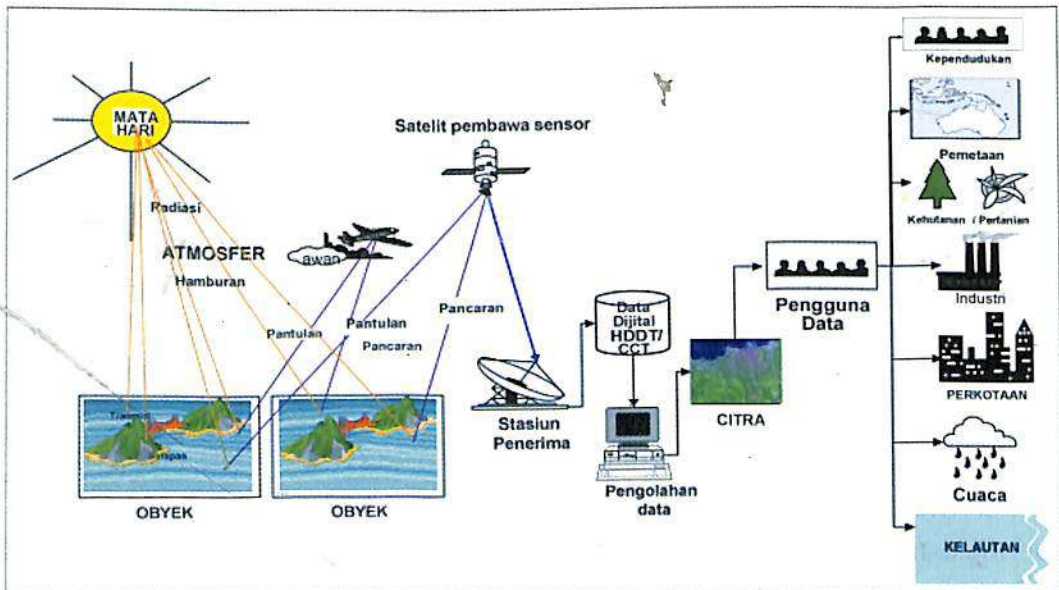 MATA
HARI
Radiasi
ATMOSFER
Hamburan
awan
Satelit pembawa sensor
Pantulan
Pantulan
Pancaran
Pancaran
OBYEK
OBYEK
Stasiun
Penerima
Data
Dijital
HDDT/
CCT
Pengolahan
data
CITRA
Pengguna
Data
Kependudukan
Pemetaan
Kehutanan / Pertanian
Industri
PERKOTAAN
Cuaca
KELAUTAN